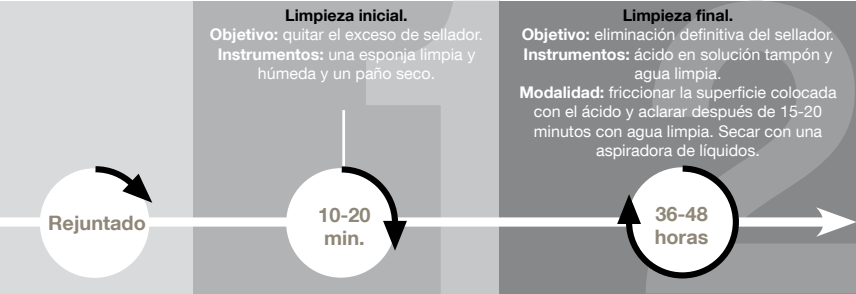 Limpieza inicial.
Objetivo: quitar el exceso de sellador.
Instrumentos: una esponja limpia y
húmeda y un paño seco.
Limpieza final.
Objetivo: eliminación definitiva del sellador.
Instrumentos: ácido en solución tampón y
agua limpia.
Modalidad: friccionar la superficie colocada
con el ácido y aclarar después de 15-20
minutos con agua limpia. Secar con una
aspiradora de líquidos.
1
2
Rejuntado
10-20
min.
36-48
horas